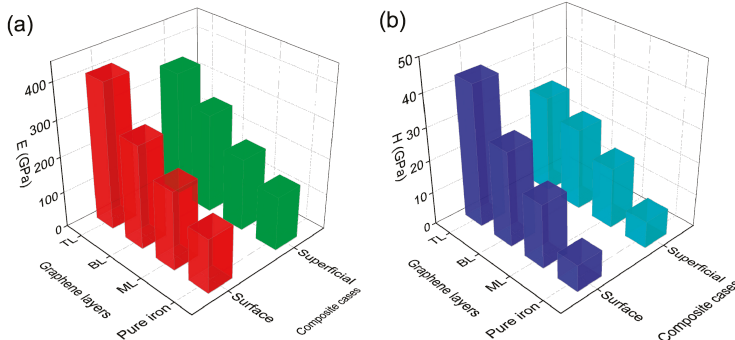 (a)
400
300
200
100
0
E (GPa)
TL
BL
ML
Pure iron
Graphene layers
Surface
Superficial
Composite cases
(b)
50
40
30
20
10
0
H (GPa)
TL
BL
ML
Pure iron
Graphene layers
Surface
Superficial
Composite cases